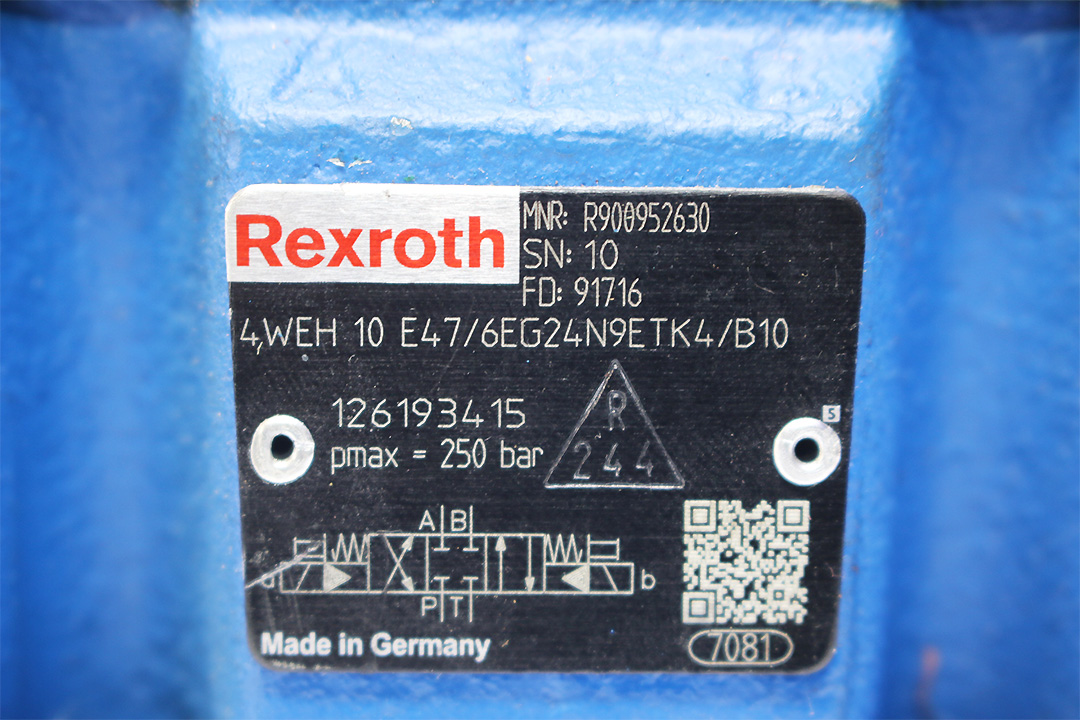 Rexroth
MNR: R900952630
SN: 10
FD: 91716
4,WEH 10 E47/6EG24N9ETK4/B10
126193415
pmax = 250 bar
R
244
5
A B
a b
P T
Made in Germany
7081